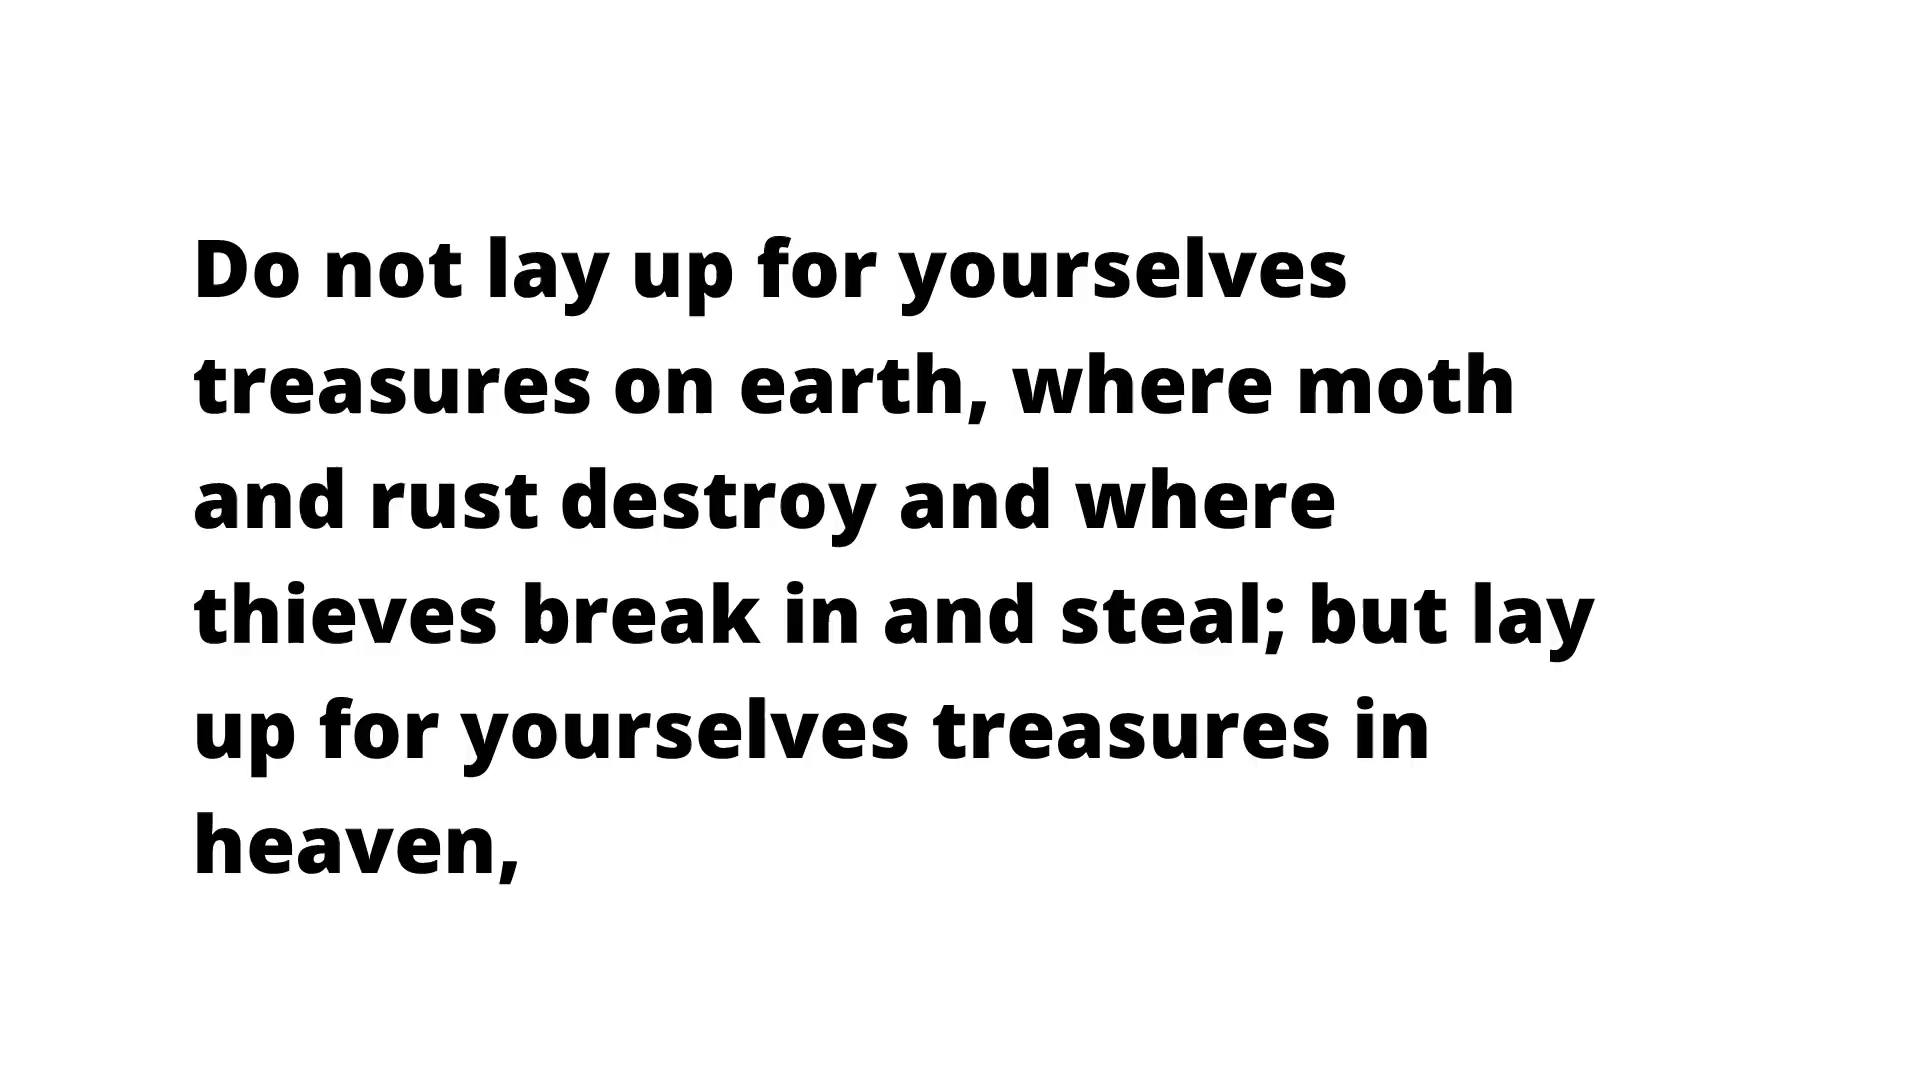 Do not lay up for yourselves
treasures on earth, where moth
and rust destroy and where
thieves break in and steal; but lay
up for yourselves treasures in
heaven,